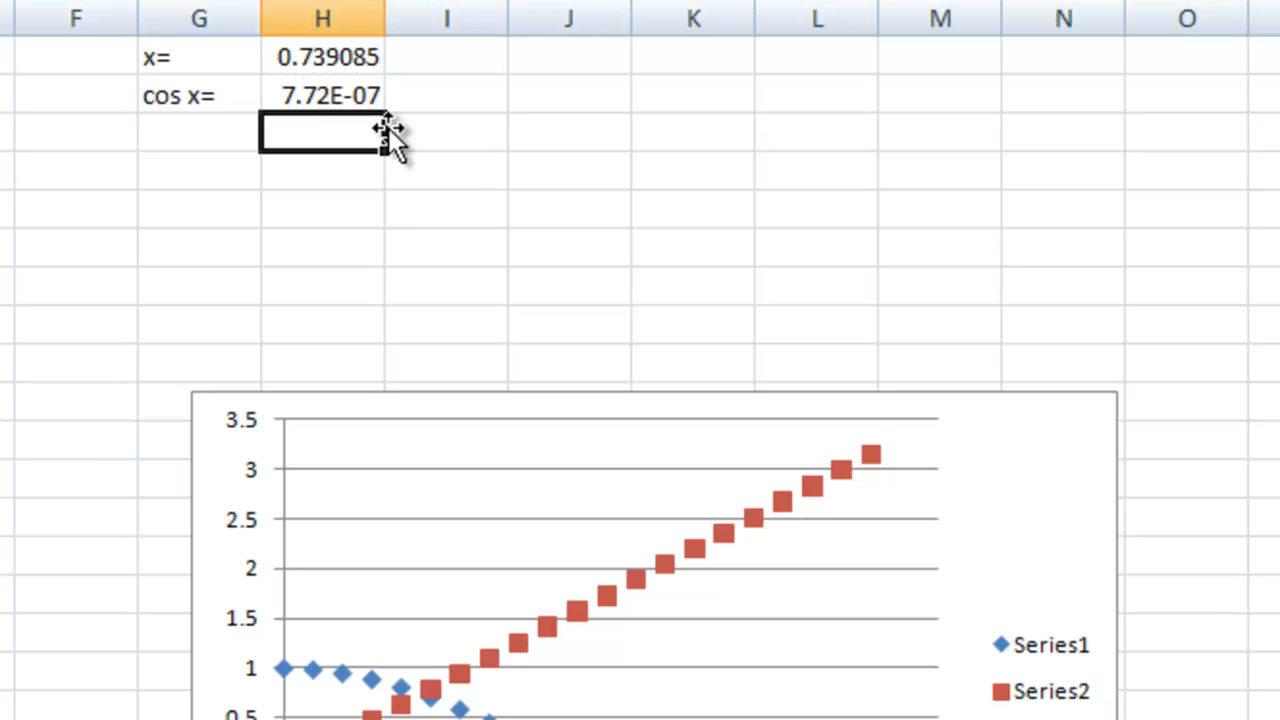 F G H I J K L M N O
x= 0.739085
cos x= 7.72E-07
3.5
3
2.5
2
1.5
Series1
1
Series2
0.5